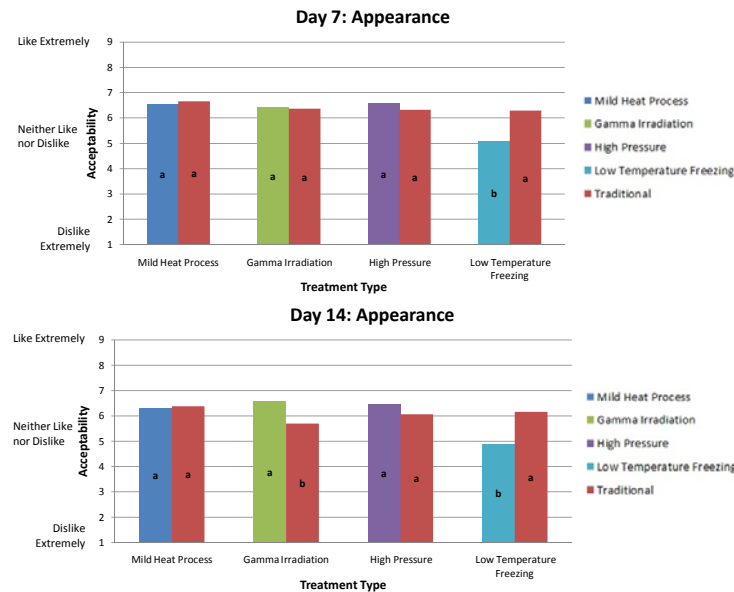 Day 7: Appearance
Like Extremely
Neither Like
nor Dislike
Dislike
Extremely
Acceptability
9
8
7
6
5
4
3
2
1
a a a a a a b a
Mild Heat Process Gamma Irradiation High Pressure Low Temperature
Freezing
Treatment Type
Mild Heat Process
Gamma Irradiation
High Pressure
Low Temperature Freezing
Traditional
Day 14: Appearance
Like Extremely
Neither Like
nor Dislike
Dislike
Extremely
Acceptability
9
8
7
6
5
4
3
2
1
a a a b a a b a
Mild Heat Process Gamma Irradiation High Pressure Low Temperature
Freezing
Treatment Type
Mild Heat Process
Gamma Irradiation
High Pressure
Low Temperature Freezing
Traditional